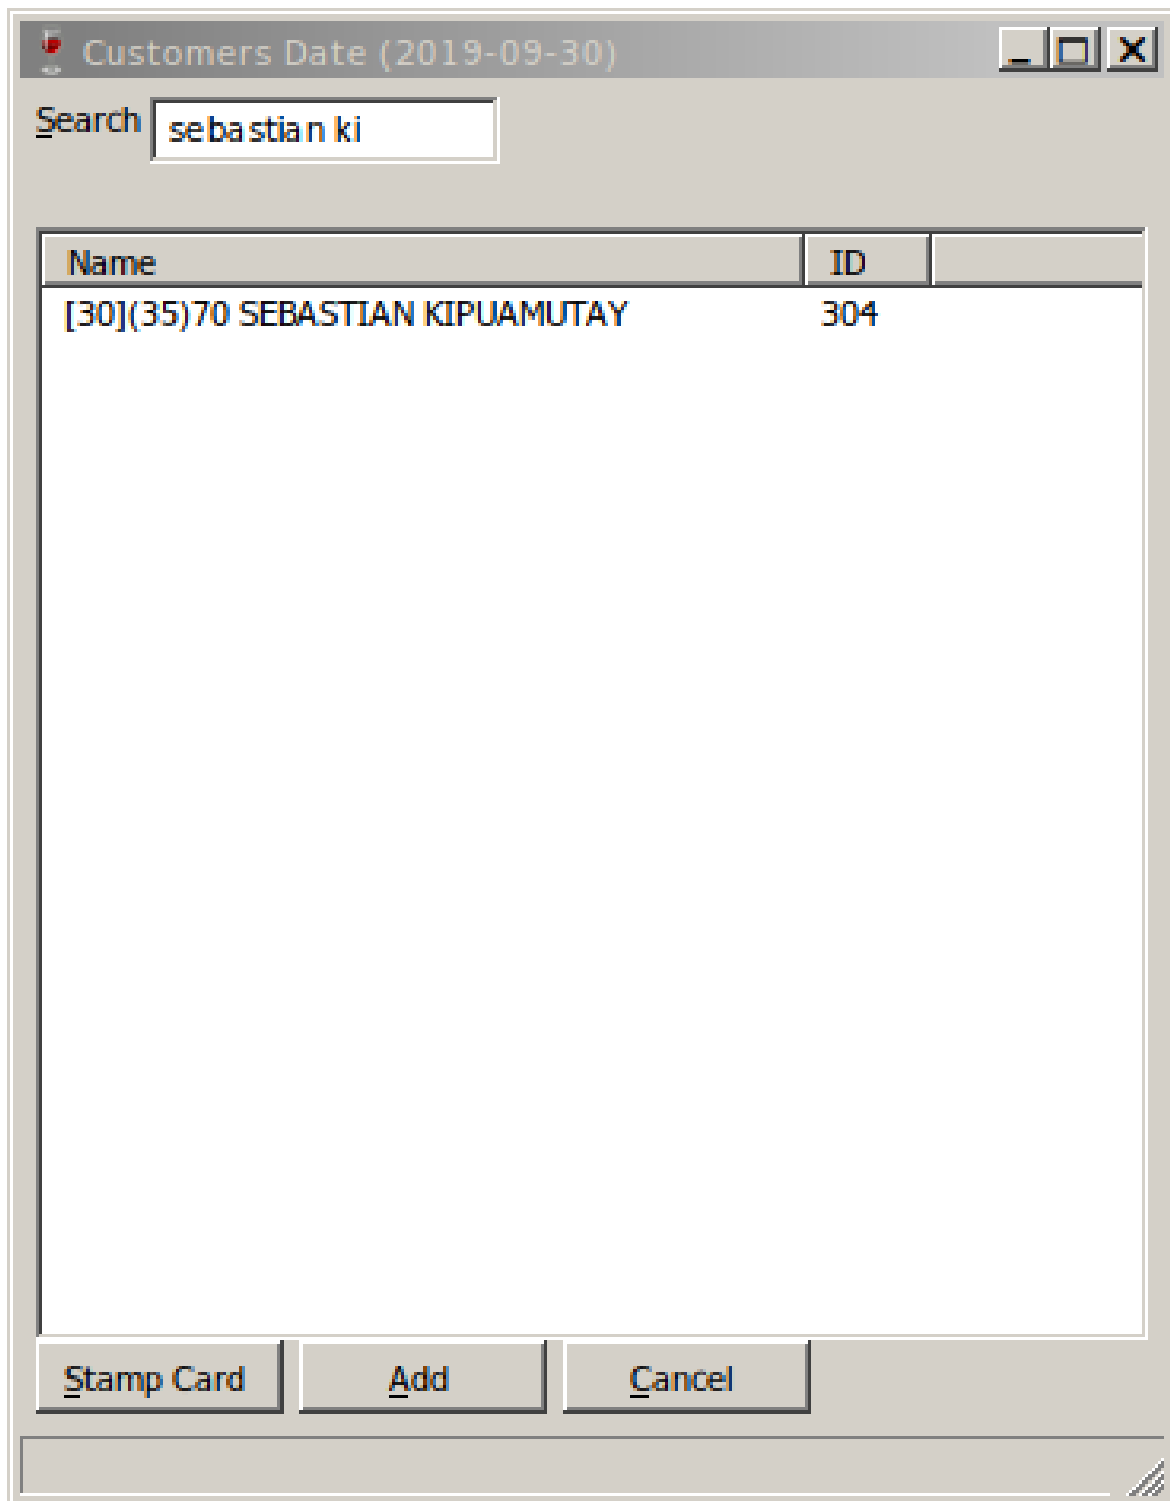 Customers Date (2019-09-30)
Search sebastian ki
Name ID
[30](35)70 SEBASTIAN KIPUAMUTAY 304
Stamp Card Add Cancel